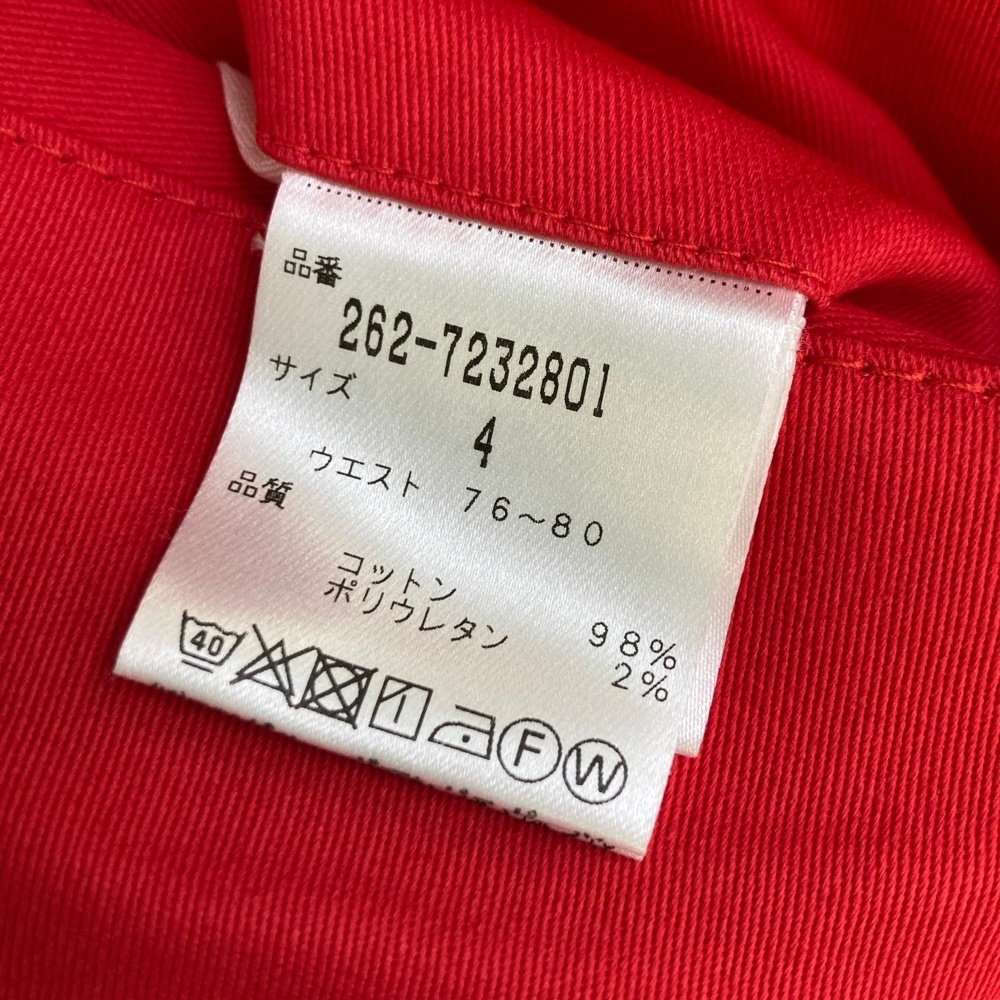 品番
262-7232801
サイズ
4
ウエスト 76~80
品質
コットン 98%
ポリウレタン 2%
40
F W